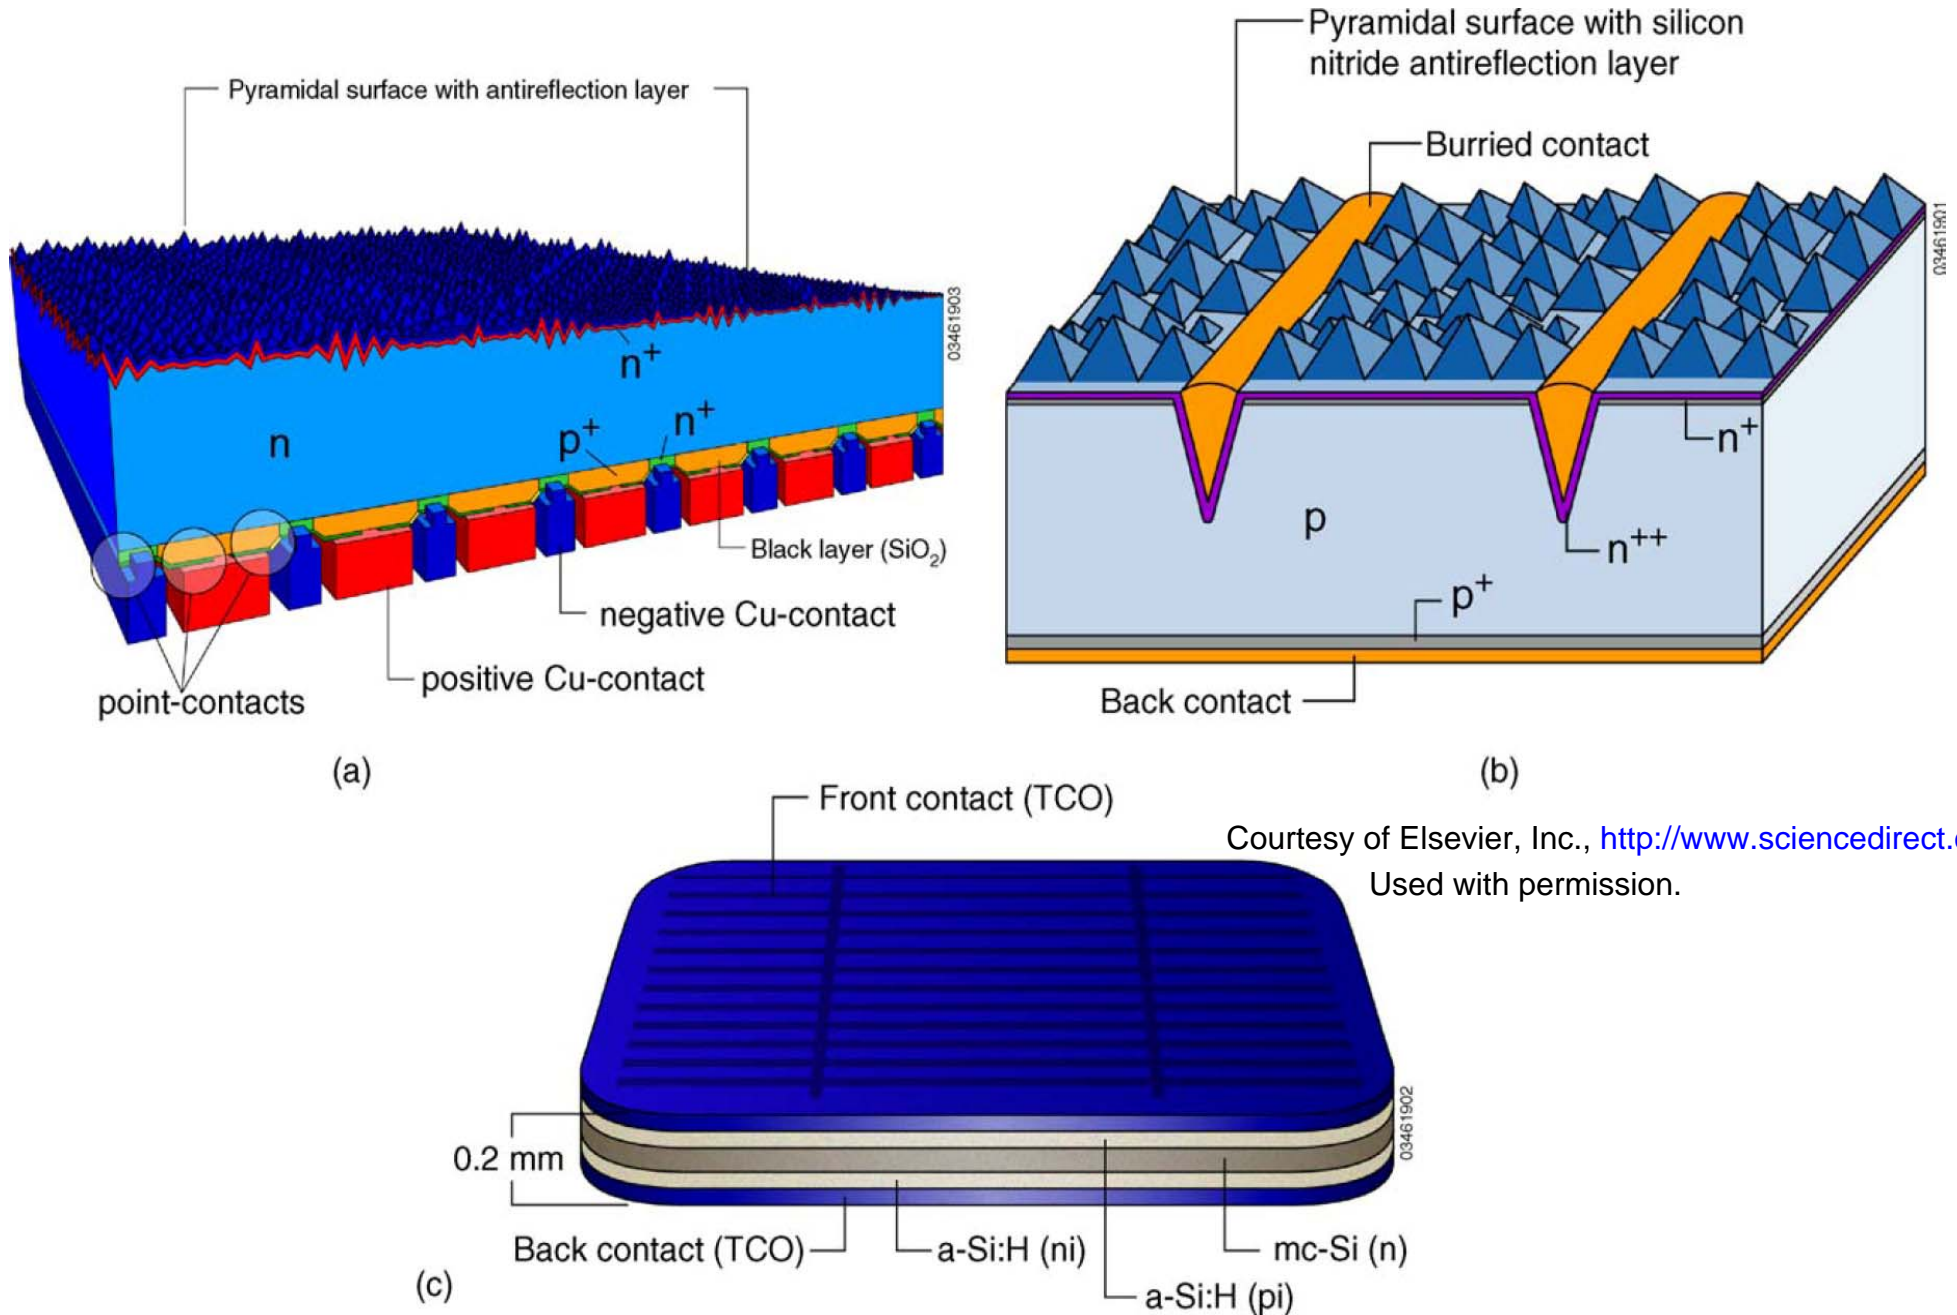 Pyramidal surface with antireflection layer
n⁺
n
p⁺
n⁺
Black layer (SiO₂)
negative Cu-contact
positive Cu-contact
point-contacts
03461903
(a)
Pyramidal surface with silicon
nitride antireflection layer
Burried contact
n⁺
p
n⁺⁺
p⁺
Back contact
03461901
(b)
Courtesy of Elsevier, Inc., http://www.sciencedirect.
Used with permission.
Front contact (TCO)
0.2 mm
03461902
Back contact (TCO)
a-Si:H (ni)
mc-Si (n)
a-Si:H (pi)
(c)